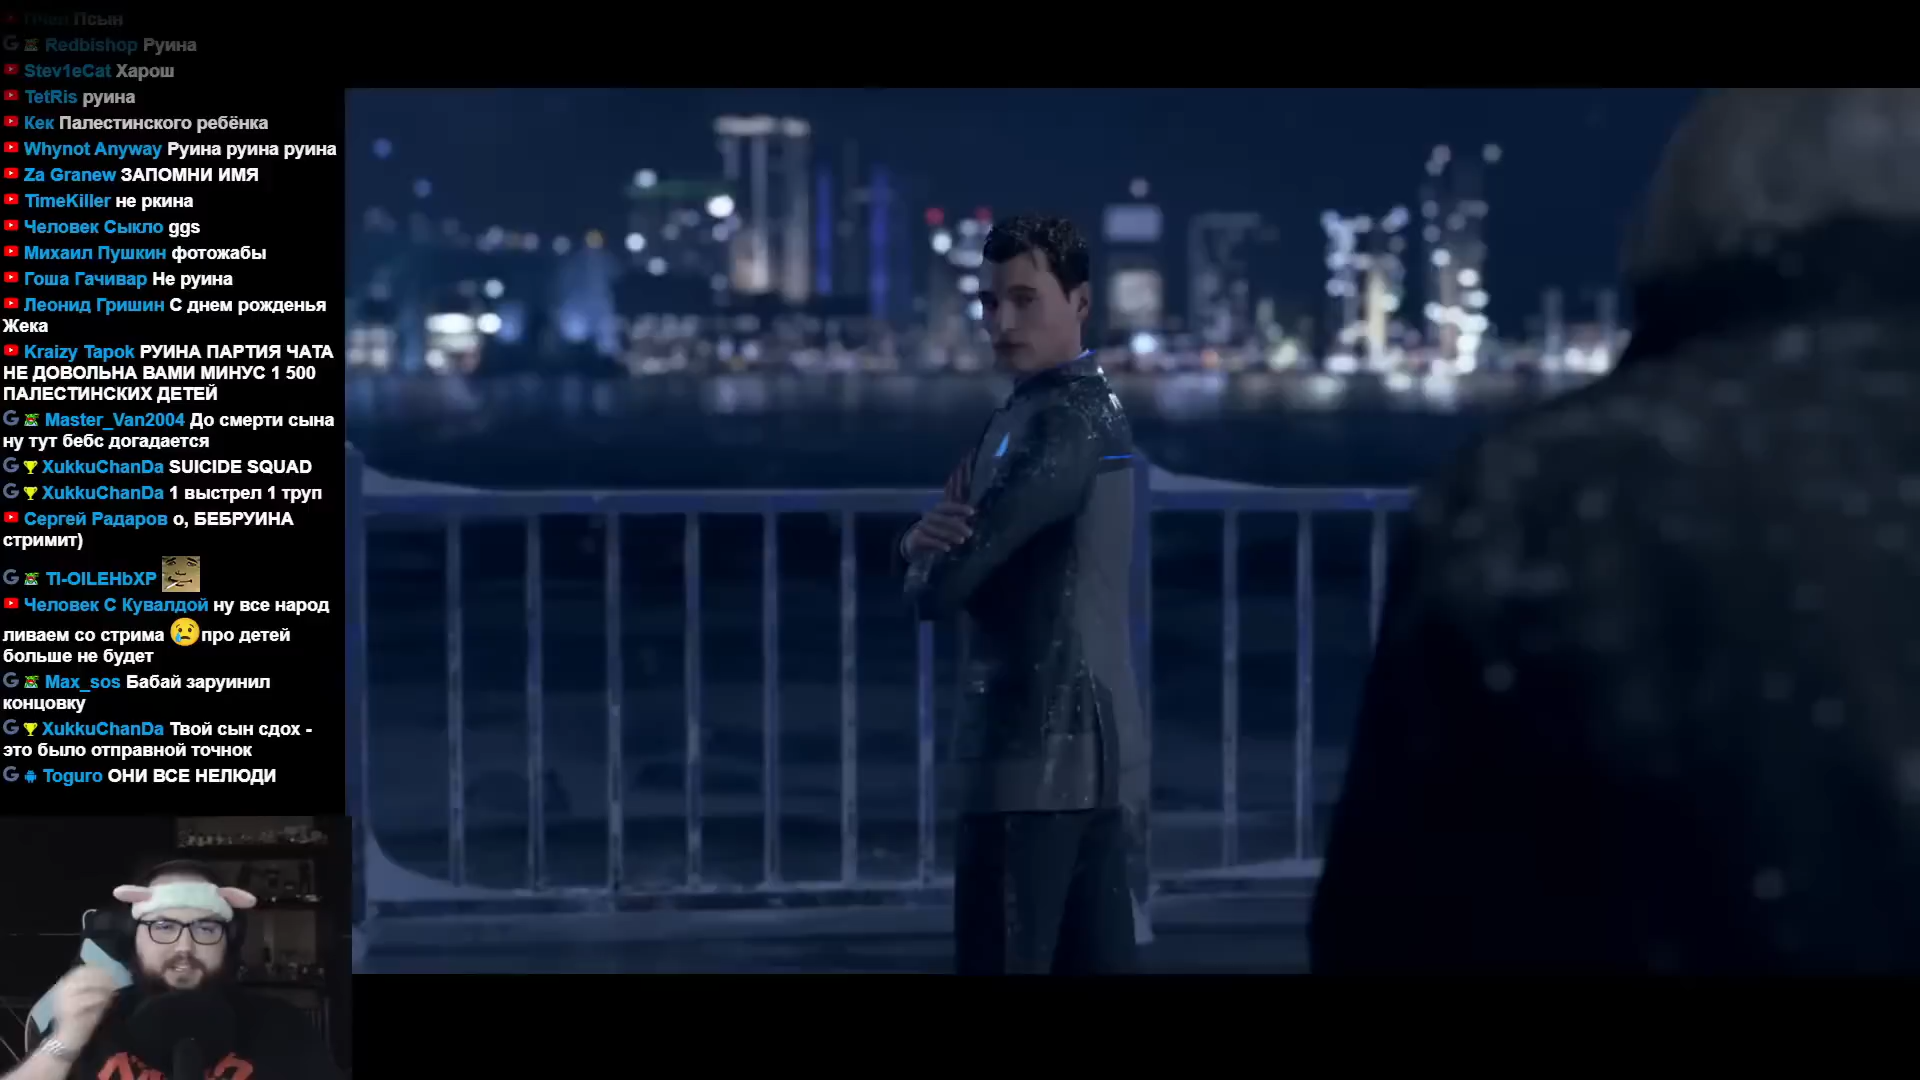 Псын
Redbishop Руина
Stev1eCat Харош
TetRis руина
Кек Палестинского ребёнка
Whynot Anyway Руина руина руина
Za Granew ЗАПОМНИ ИМЯ
TimeKiller не ркина
Человек Сыкло ggs
Михаил Пушкин фотожабы
Гоша Гачивар Не руина
Леонид Гришин С днем рожденья
Жека
Kraizy Tapok РУИНА ПАРТИЯ ЧАТА
НЕ ДОВОЛЬНА ВАМИ МИНУС 1 500
ПАЛЕСТИНСКИХ ДЕТЕЙ
Master_Van2004 До смерти сына
ну тут бебс догадается
XukkuChanDa SUICIDE SQUAD
XukkuChanDa 1 выстрел 1 труп
Сергей Радаров о, БЕБРУИНА
стримит)
TI-OILEHbXP
Человек С Кувалдой ну все народ
ливаем со стрима 😢про детей
больше не будет
Max_sos Бабай заруинил
концовку
XukkuChanDa Твой сын сдох -
это было отправной точнок
Toguro ОНИ ВСЕ НЕЛЮДИ